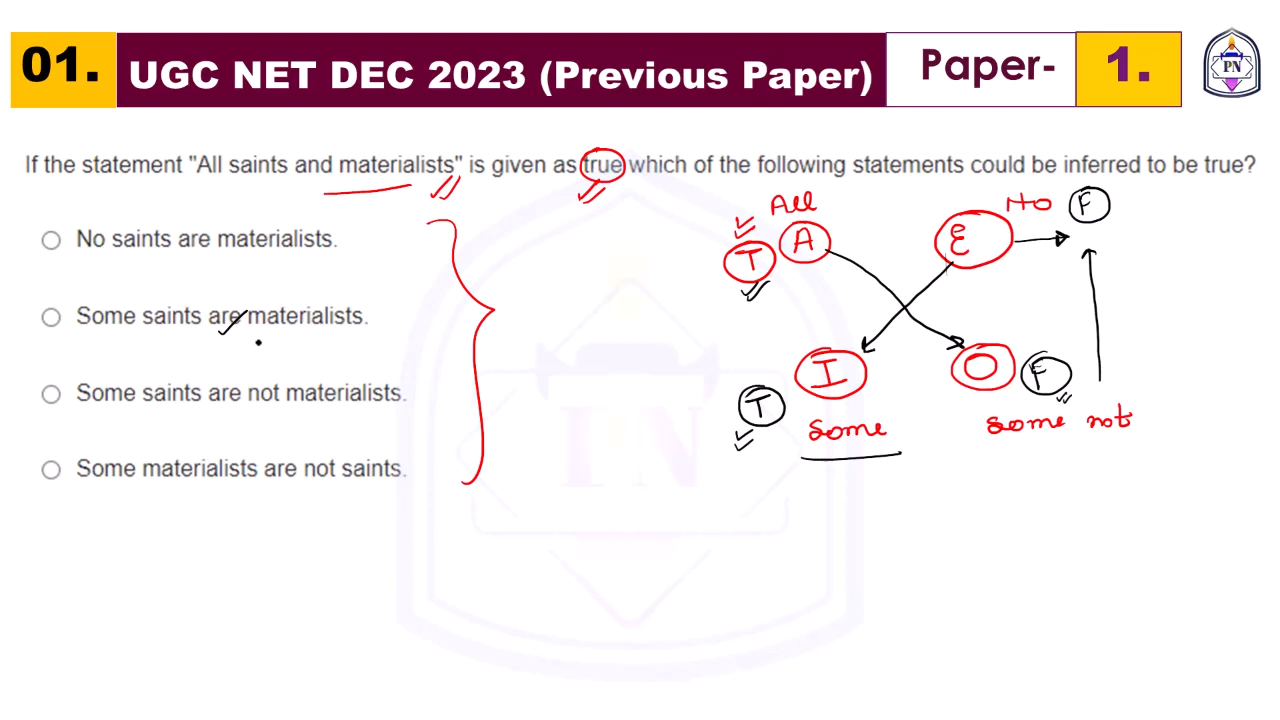 01.
UGC NET DEC 2023 (Previous Paper)
Paper-
1.
PN
If the statement "All saints and materialists" is given as true which of the following statements could be inferred to be true?
No saints are materialists.
Some saints are materialists.
Some saints are not materialists.
Some materialists are not saints.
All
No F
T A
E
I
O F
T
Some
Some not
PN